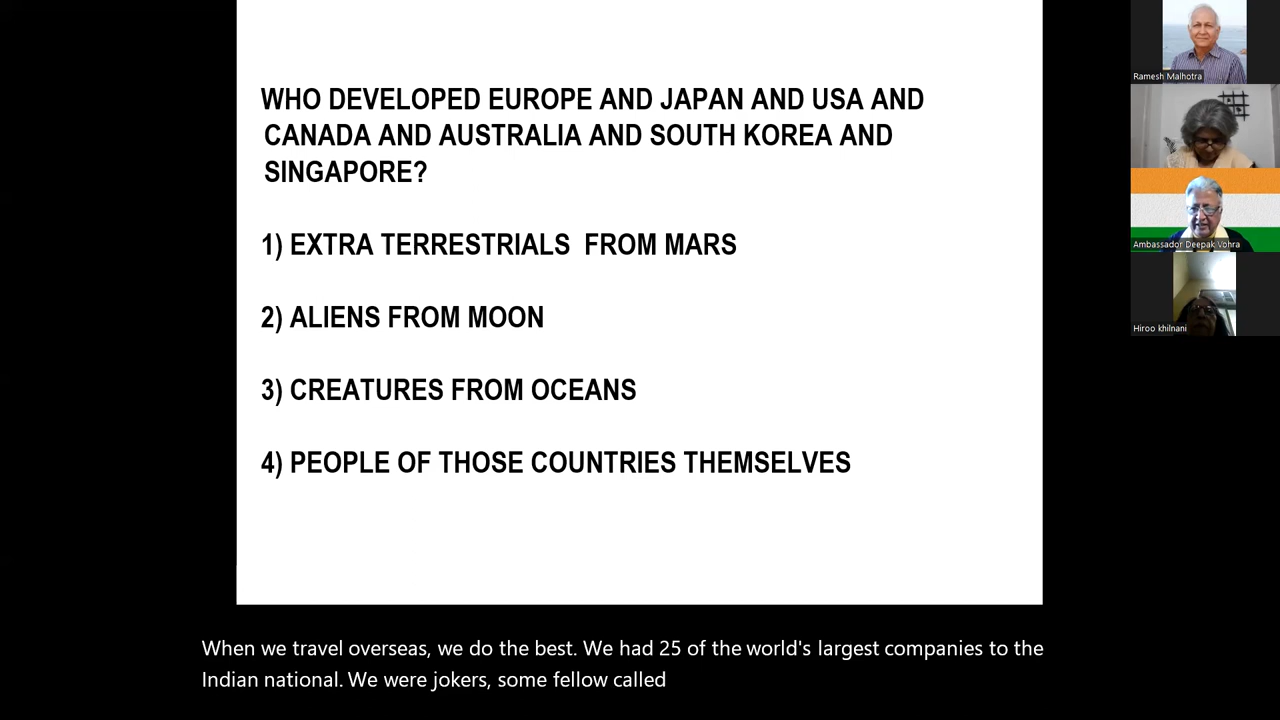 WHO DEVELOPED EUROPE AND JAPAN AND USA AND
CANADA AND AUSTRALIA AND SOUTH KOREA AND
SINGAPORE?
1) EXTRA TERRESTRIALS  FROM MARS
2) ALIENS FROM MOON
3) CREATURES FROM OCEANS
4) PEOPLE OF THOSE COUNTRIES THEMSELVES
Ramesh Malhotra
Ambassador Deepak Vohra
Hiroo khilnani
When we travel overseas, we do the best. We had 25 of the world's largest companies to the
Indian national. We were jokers, some fellow called